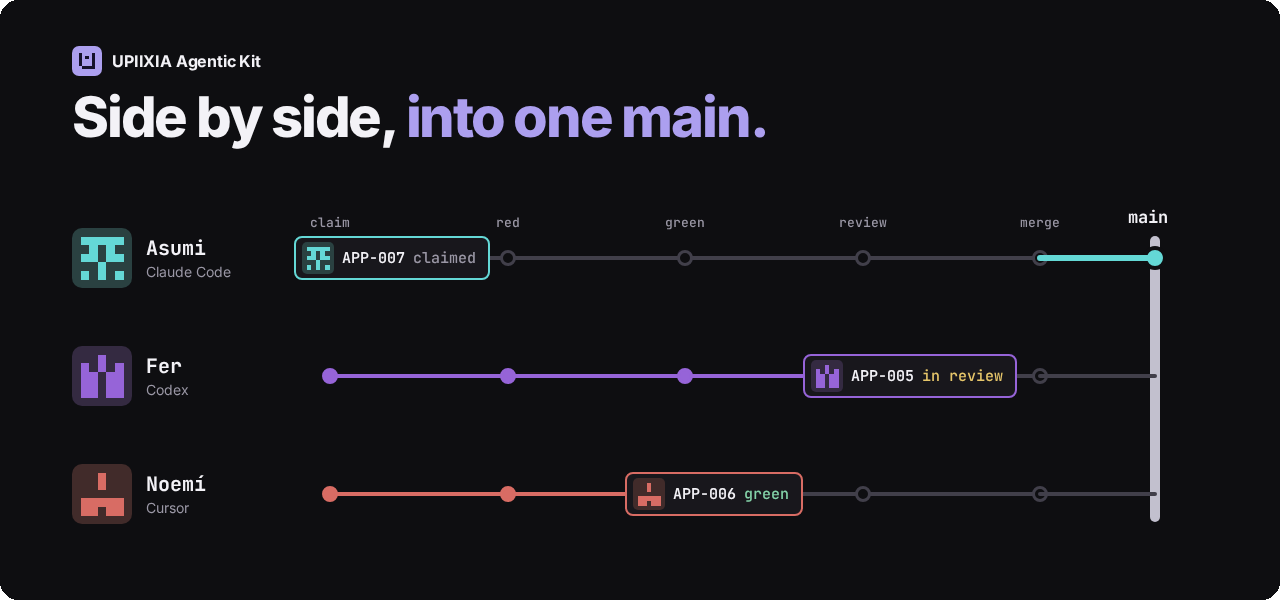 UPIIXIA Agentic Kit
Side by side, into one main.
claim red green review merge main
Asumi
Claude Code
APP-007 claimed
Fer
Codex
APP-005 in review
Noemí
Cursor
APP-006 green